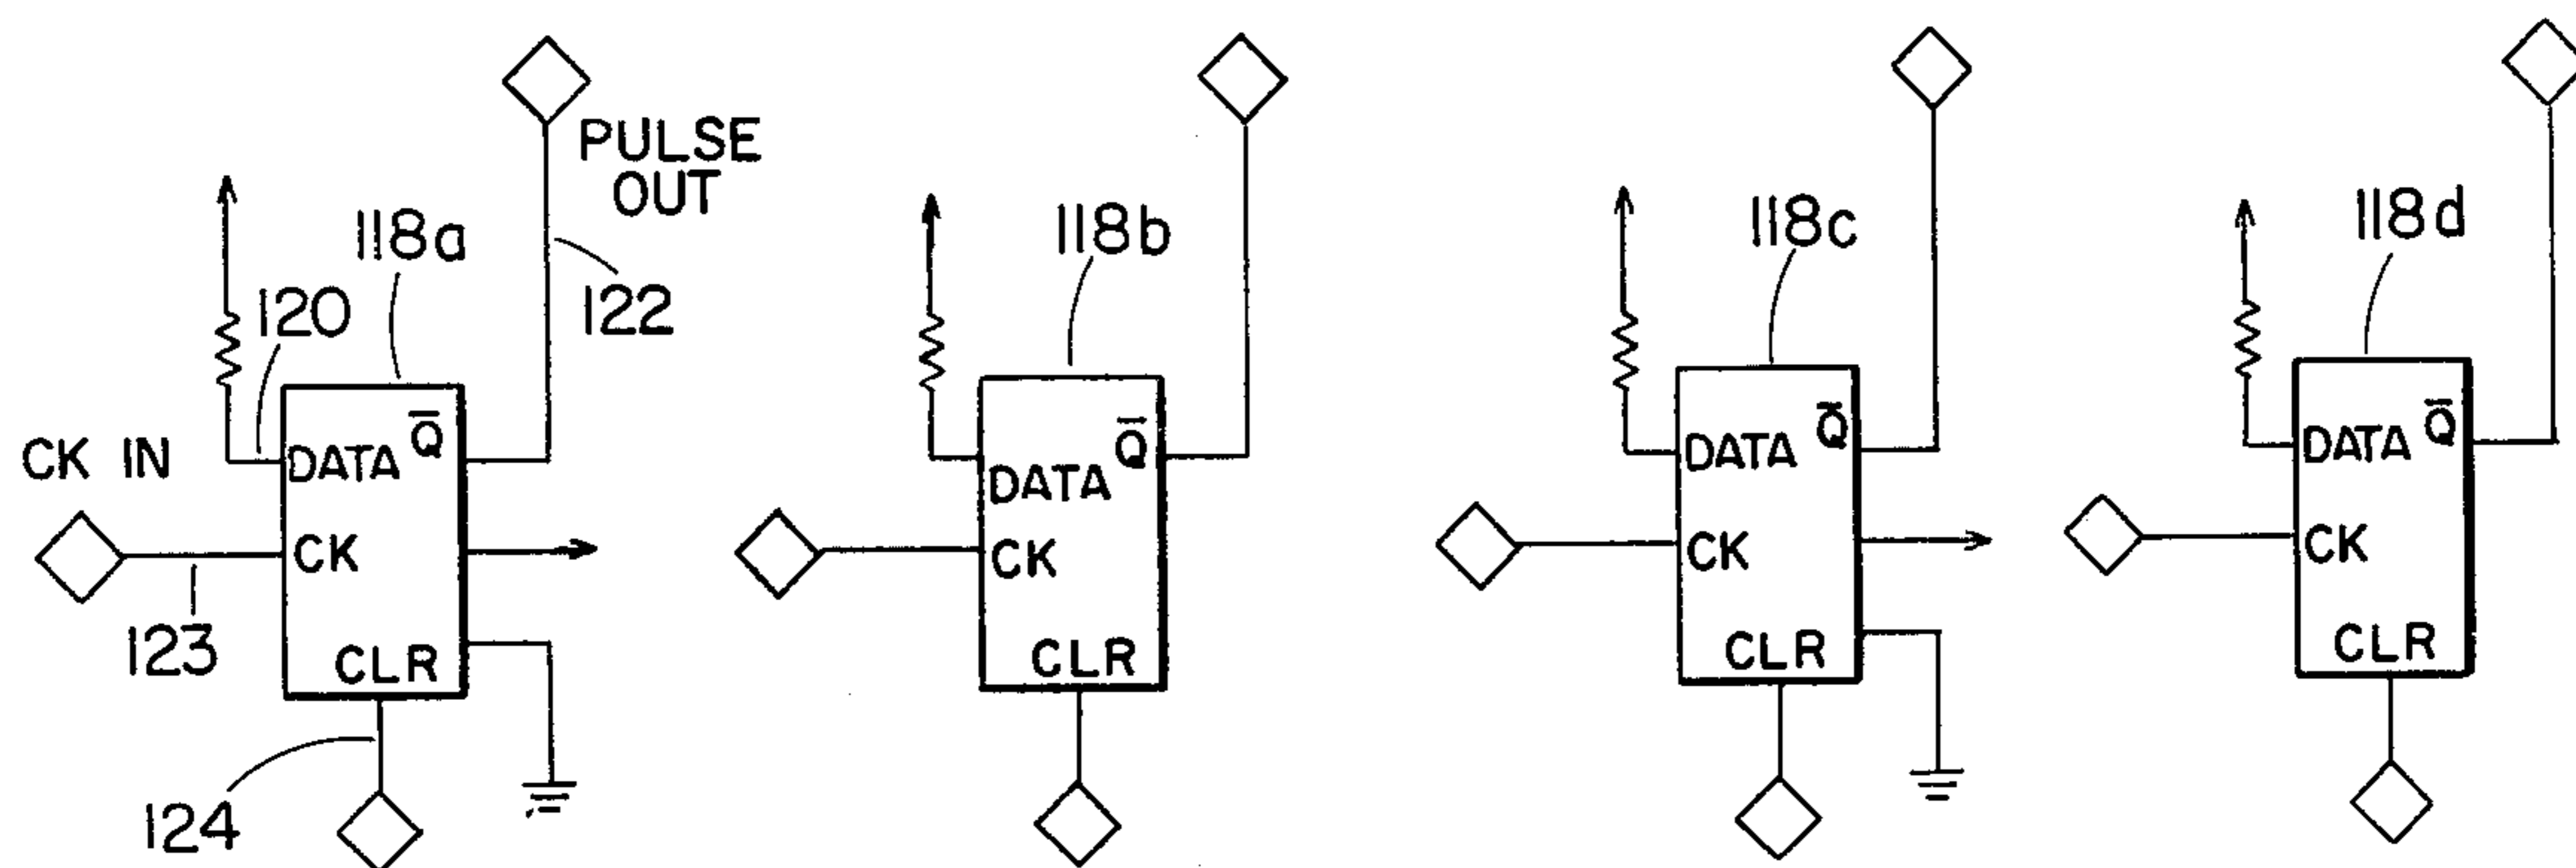 PULSE
OUT
118a
118b
118c
118d
120
122
CK IN
DATA Q̅
CK
CLR
123
124
DATA Q̅
CK
CLR
DATA Q̅
CK
CLR
DATA Q̅
CK
CLR